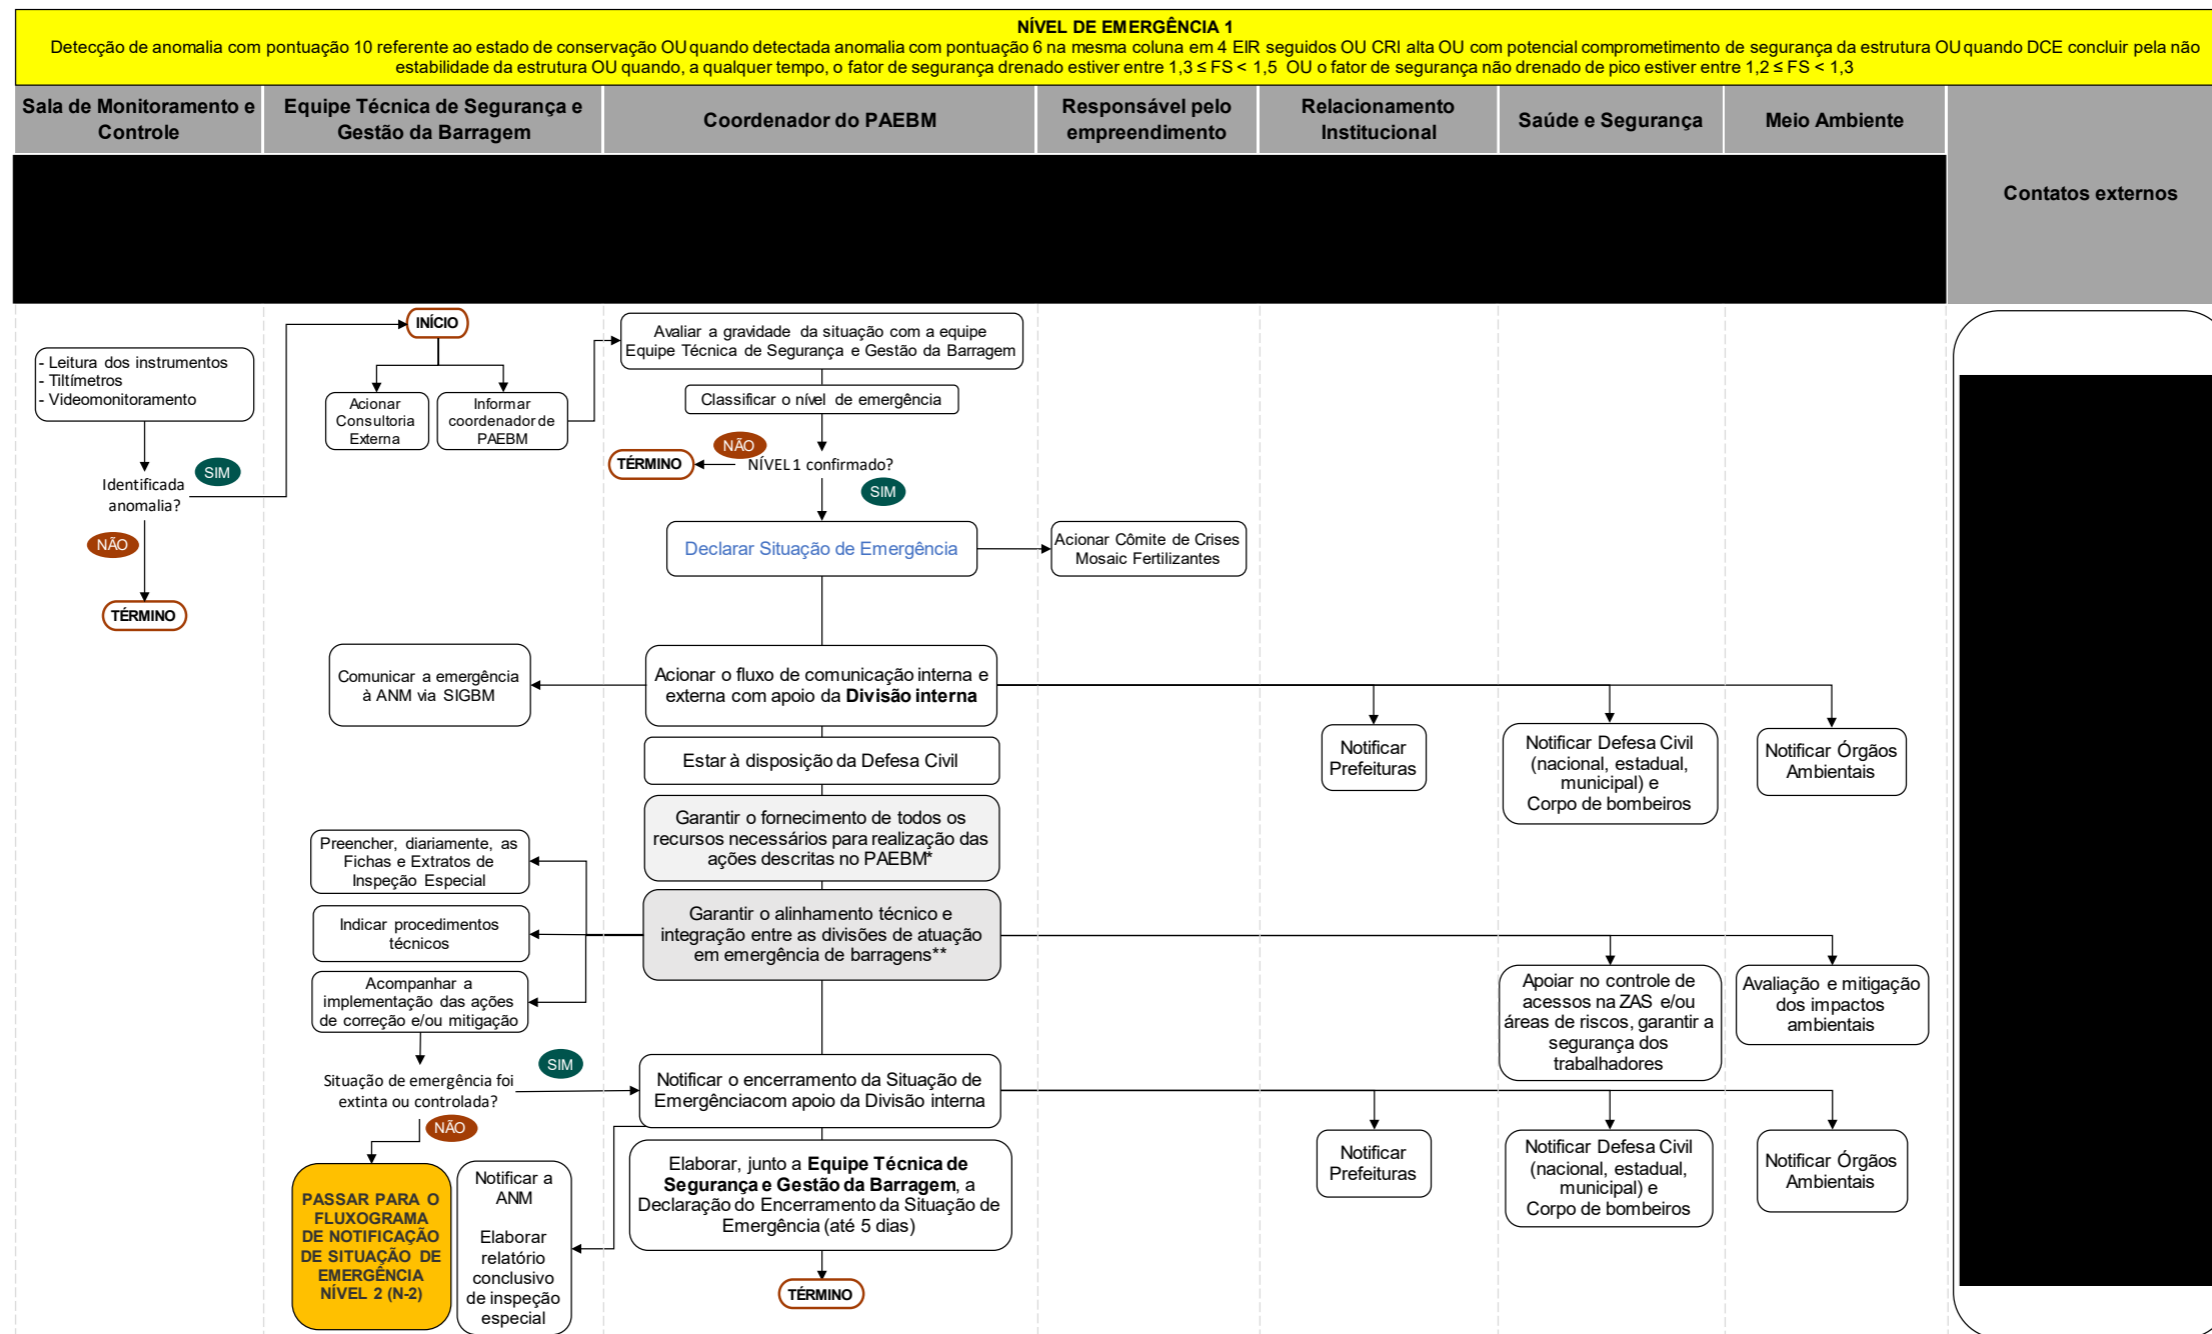 NÍVEL DE EMERGÊNCIA 1
Detecção de anomalia com pontuação 10 referente ao estado de conservação OU quando detectada anomalia com pontuação 6 na mesma coluna em 4 EIR seguidos OU CRI alta OU com potencial comprometimento de segurança da estrutura OU quando DCE concluir pela não
estabilidade da estrutura OU quando, a qualquer tempo, o fator de segurança drenado estiver entre 1,3 ≤ FS < 1,5 OU o fator de segurança não drenado de pico estiver entre 1,2 ≤ FS < 1,3
Sala de Monitoramento e
Controle
Equipe Técnica de Segurança e
Gestão da Barragem
Coordenador do PAEBM
Responsável pelo
empreendimento
Relacionamento
Institucional
Saúde e Segurança
Meio Ambiente
Contatos externos
- Leitura dos instrumentos
- Tiltímetros
- Videomonitoramento
Identificada
anomalia?
SIM
NÃO
TÉRMINO
INÍCIO
Acionar
Consultoria
Externa
Informar
coordenador de
PAEBM
Avaliar a gravidade da situação com a equipe
Equipe Técnica de Segurança e Gestão da Barragem
Classificar o nível de emergência
NÃO
TÉRMINO
NÍVEL 1 confirmado?
SIM
Declarar Situação de Emergência
Acionar Cômite de Crises
Mosaic Fertilizantes
Comunicar a emergência
à ANM via SIGBM
Acionar o fluxo de comunicação interna e
externa com apoio da Divisão interna
Notificar
Prefeituras
Notificar Defesa Civil
(nacional, estadual,
municipal) e
Corpo de bombeiros
Notificar Órgãos
Ambientais
Estar à disposição da Defesa Civil
Garantir o fornecimento de todos os
recursos necessários para realização das
ações descritas no PAEBM*
Preencher, diariamente, as
Fichas e Extratos de
Inspeção Especial
Indicar procedimentos
técnicos
Acompanhar a
implementação das ações
de correção e/ou mitigação
Garantir o alinhamento técnico e
integração entre as divisões de atuação
em emergência de barragens**
Apoiar no controle de
acessos na ZAS e/ou
áreas de riscos, garantir a
segurança dos
trabalhadores
Avaliação e mitigação
dos impactos
ambientais
Situação de emergência foi
extinta ou controlada?
SIM
NÃO
Notificar o encerramento da Situação de
Emergênciacom apoio da Divisão interna
Notificar
Prefeituras
Notificar Defesa Civil
(nacional, estadual,
municipal) e
Corpo de bombeiros
Notificar Órgãos
Ambientais
PASSAR PARA O
FLUXOGRAMA
DE NOTIFICAÇÃO
DE SITUAÇÃO DE
EMERGÊNCIA
NÍVEL 2 (N-2)
Notificar a
ANM
Elaborar
relatório
conclusivo
de inspeção
especial
Elaborar, junto a Equipe Técnica de
Segurança e Gestão da Barragem, a
Declaração do Encerramento da Situação de
Emergência (até 5 dias)
TÉRMINO